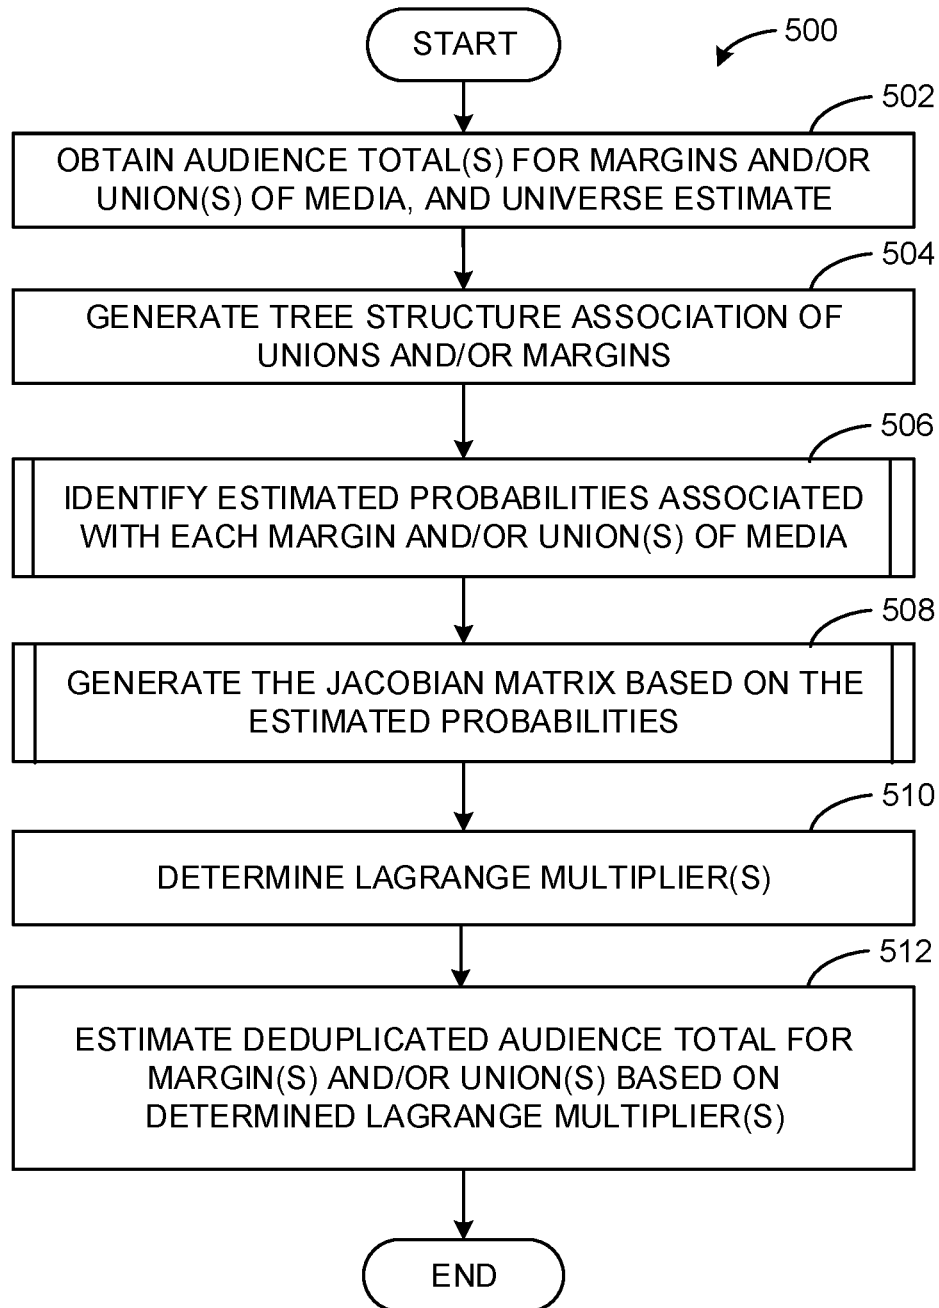 START
500
502
OBTAIN AUDIENCE TOTAL(S) FOR MARGINS AND/OR
UNION(S) OF MEDIA, AND UNIVERSE ESTIMATE
504
GENERATE TREE STRUCTURE ASSOCIATION OF
UNIONS AND/OR MARGINS
506
IDENTIFY ESTIMATED PROBABILITIES ASSOCIATED
WITH EACH MARGIN AND/OR UNION(S) OF MEDIA
508
GENERATE THE JACOBIAN MATRIX BASED ON THE
ESTIMATED PROBABILITIES
510
DETERMINE LAGRANGE MULTIPLIER(S)
512
ESTIMATE DEDUPLICATED AUDIENCE TOTAL FOR
MARGIN(S) AND/OR UNION(S) BASED ON
DETERMINED LAGRANGE MULTIPLIER(S)
END